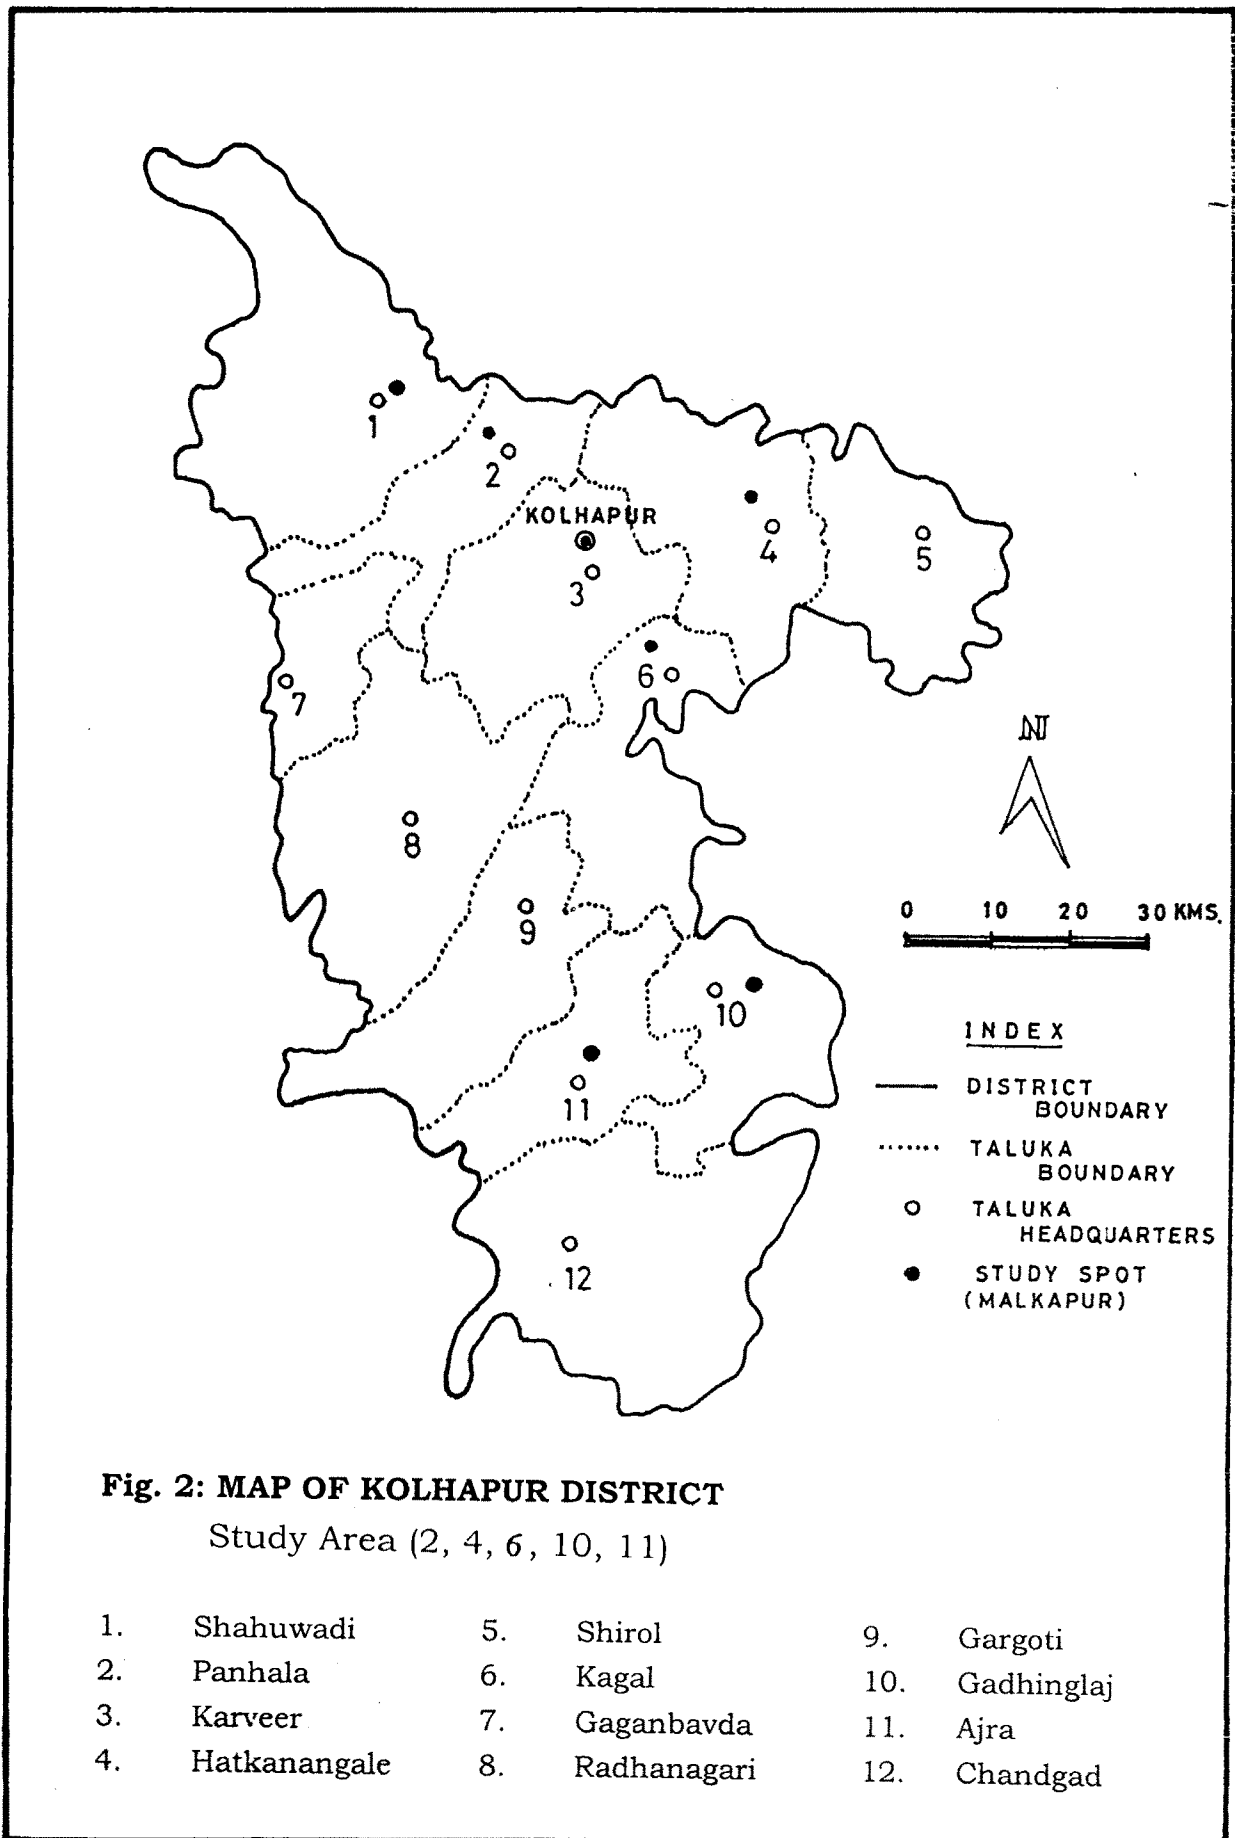 1
2
KOLHAPUR
3
4
5
6
7
8
9
10
11
12
N
0 10 20 30 KMS.
INDEX
DISTRICT
BOUNDARY
TALUKA
BOUNDARY
TALUKA
HEADQUARTERS
STUDY SPOT
(MALKAPUR)
Fig. 2: MAP OF KOLHAPUR DISTRICT
Study Area (2, 4, 6, 10, 11)
1. Shahuwadi 5. Shirol 9. Gargoti
2. Panhala 6. Kagal 10. Gadhinglaj
3. Karveer 7. Gaganbavda 11. Ajra
4. Hatkanangale 8. Radhanagari 12. Chandgad